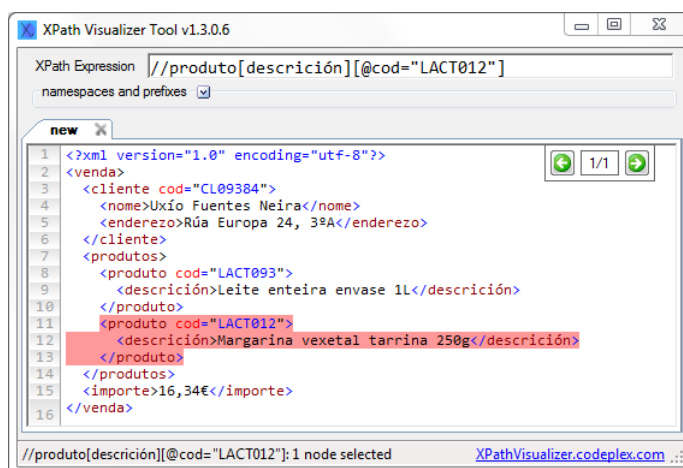 XPath Visualizer Tool v1.3.0.6
XPath Expression //produto[descrición][@cod="LACT012"]
namespaces and prefixes
new
1/1
1 <?xml version="1.0" encoding="utf-8"?>
2 <venda>
3 <cliente cod="CL09384">
4 <nome>Uxío Fuentes Neira</nome>
5 <enderezo>Rúa Europa 24, 3ªA</enderezo>
6 </cliente>
7 <produtos>
8 <produto cod="LACT093">
9 <descrición>Leite enteira envase 1L</descrición>
10 </produto>
11 <produto cod="LACT012">
12 <descrición>Margarina vexetal tarrina 250g</descrición>
13 </produto>
14 </produtos>
15 <importe>16,34€</importe>
16 </venda>
//produto[descrición][@cod="LACT012"]: 1 node selected XPathVisualizer.codeplex.com